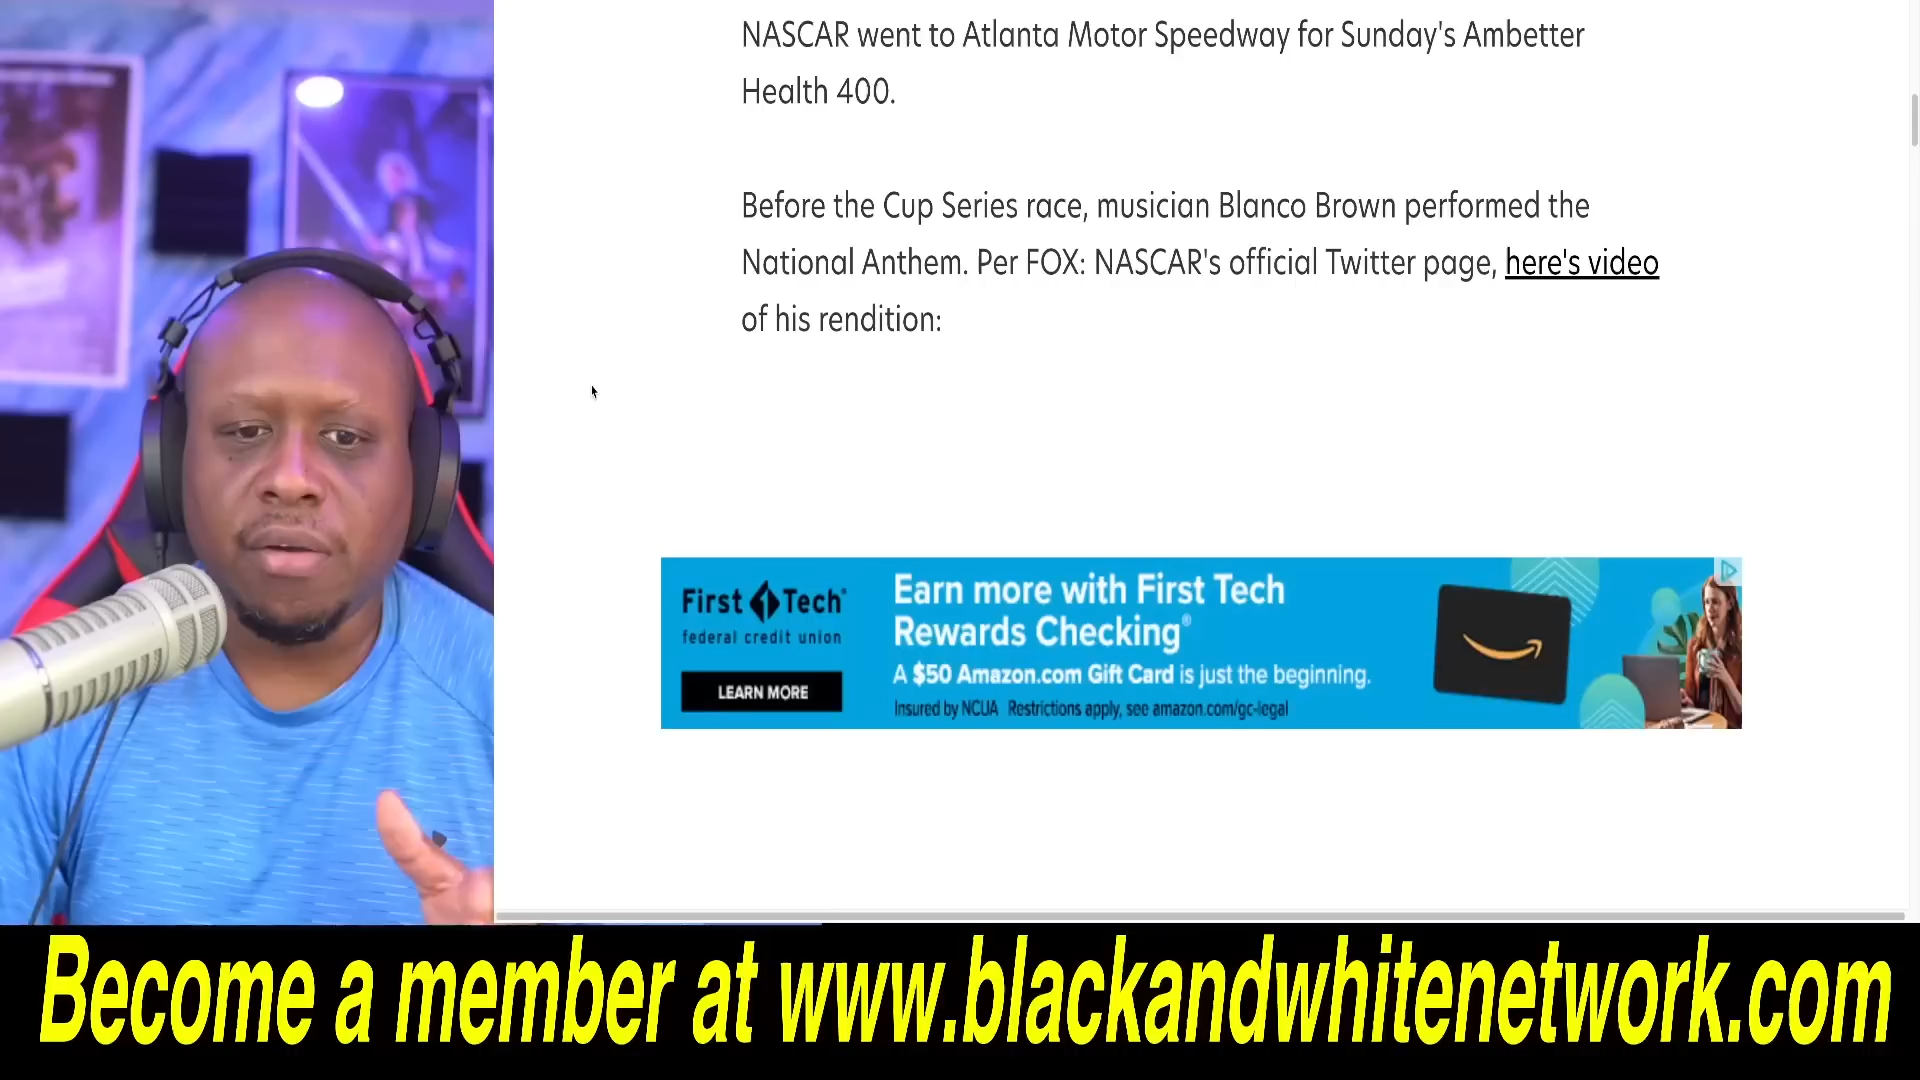 NASCAR went to Atlanta Motor Speedway for Sunday's Ambetter
Health 400.
Before the Cup Series race, musician Blanco Brown performed the
National Anthem. Per FOX: NASCAR's official Twitter page, here's video
of his rendition:
First Tech
federal credit union
LEARN MORE
Earn more with First Tech
Rewards Checking®
A $50 Amazon.com Gift Card is just the beginning.
Insured by NCUA Restrictions apply, see amazon.com/gc-legal
Become a member at www.blackandwhitenetwork.com